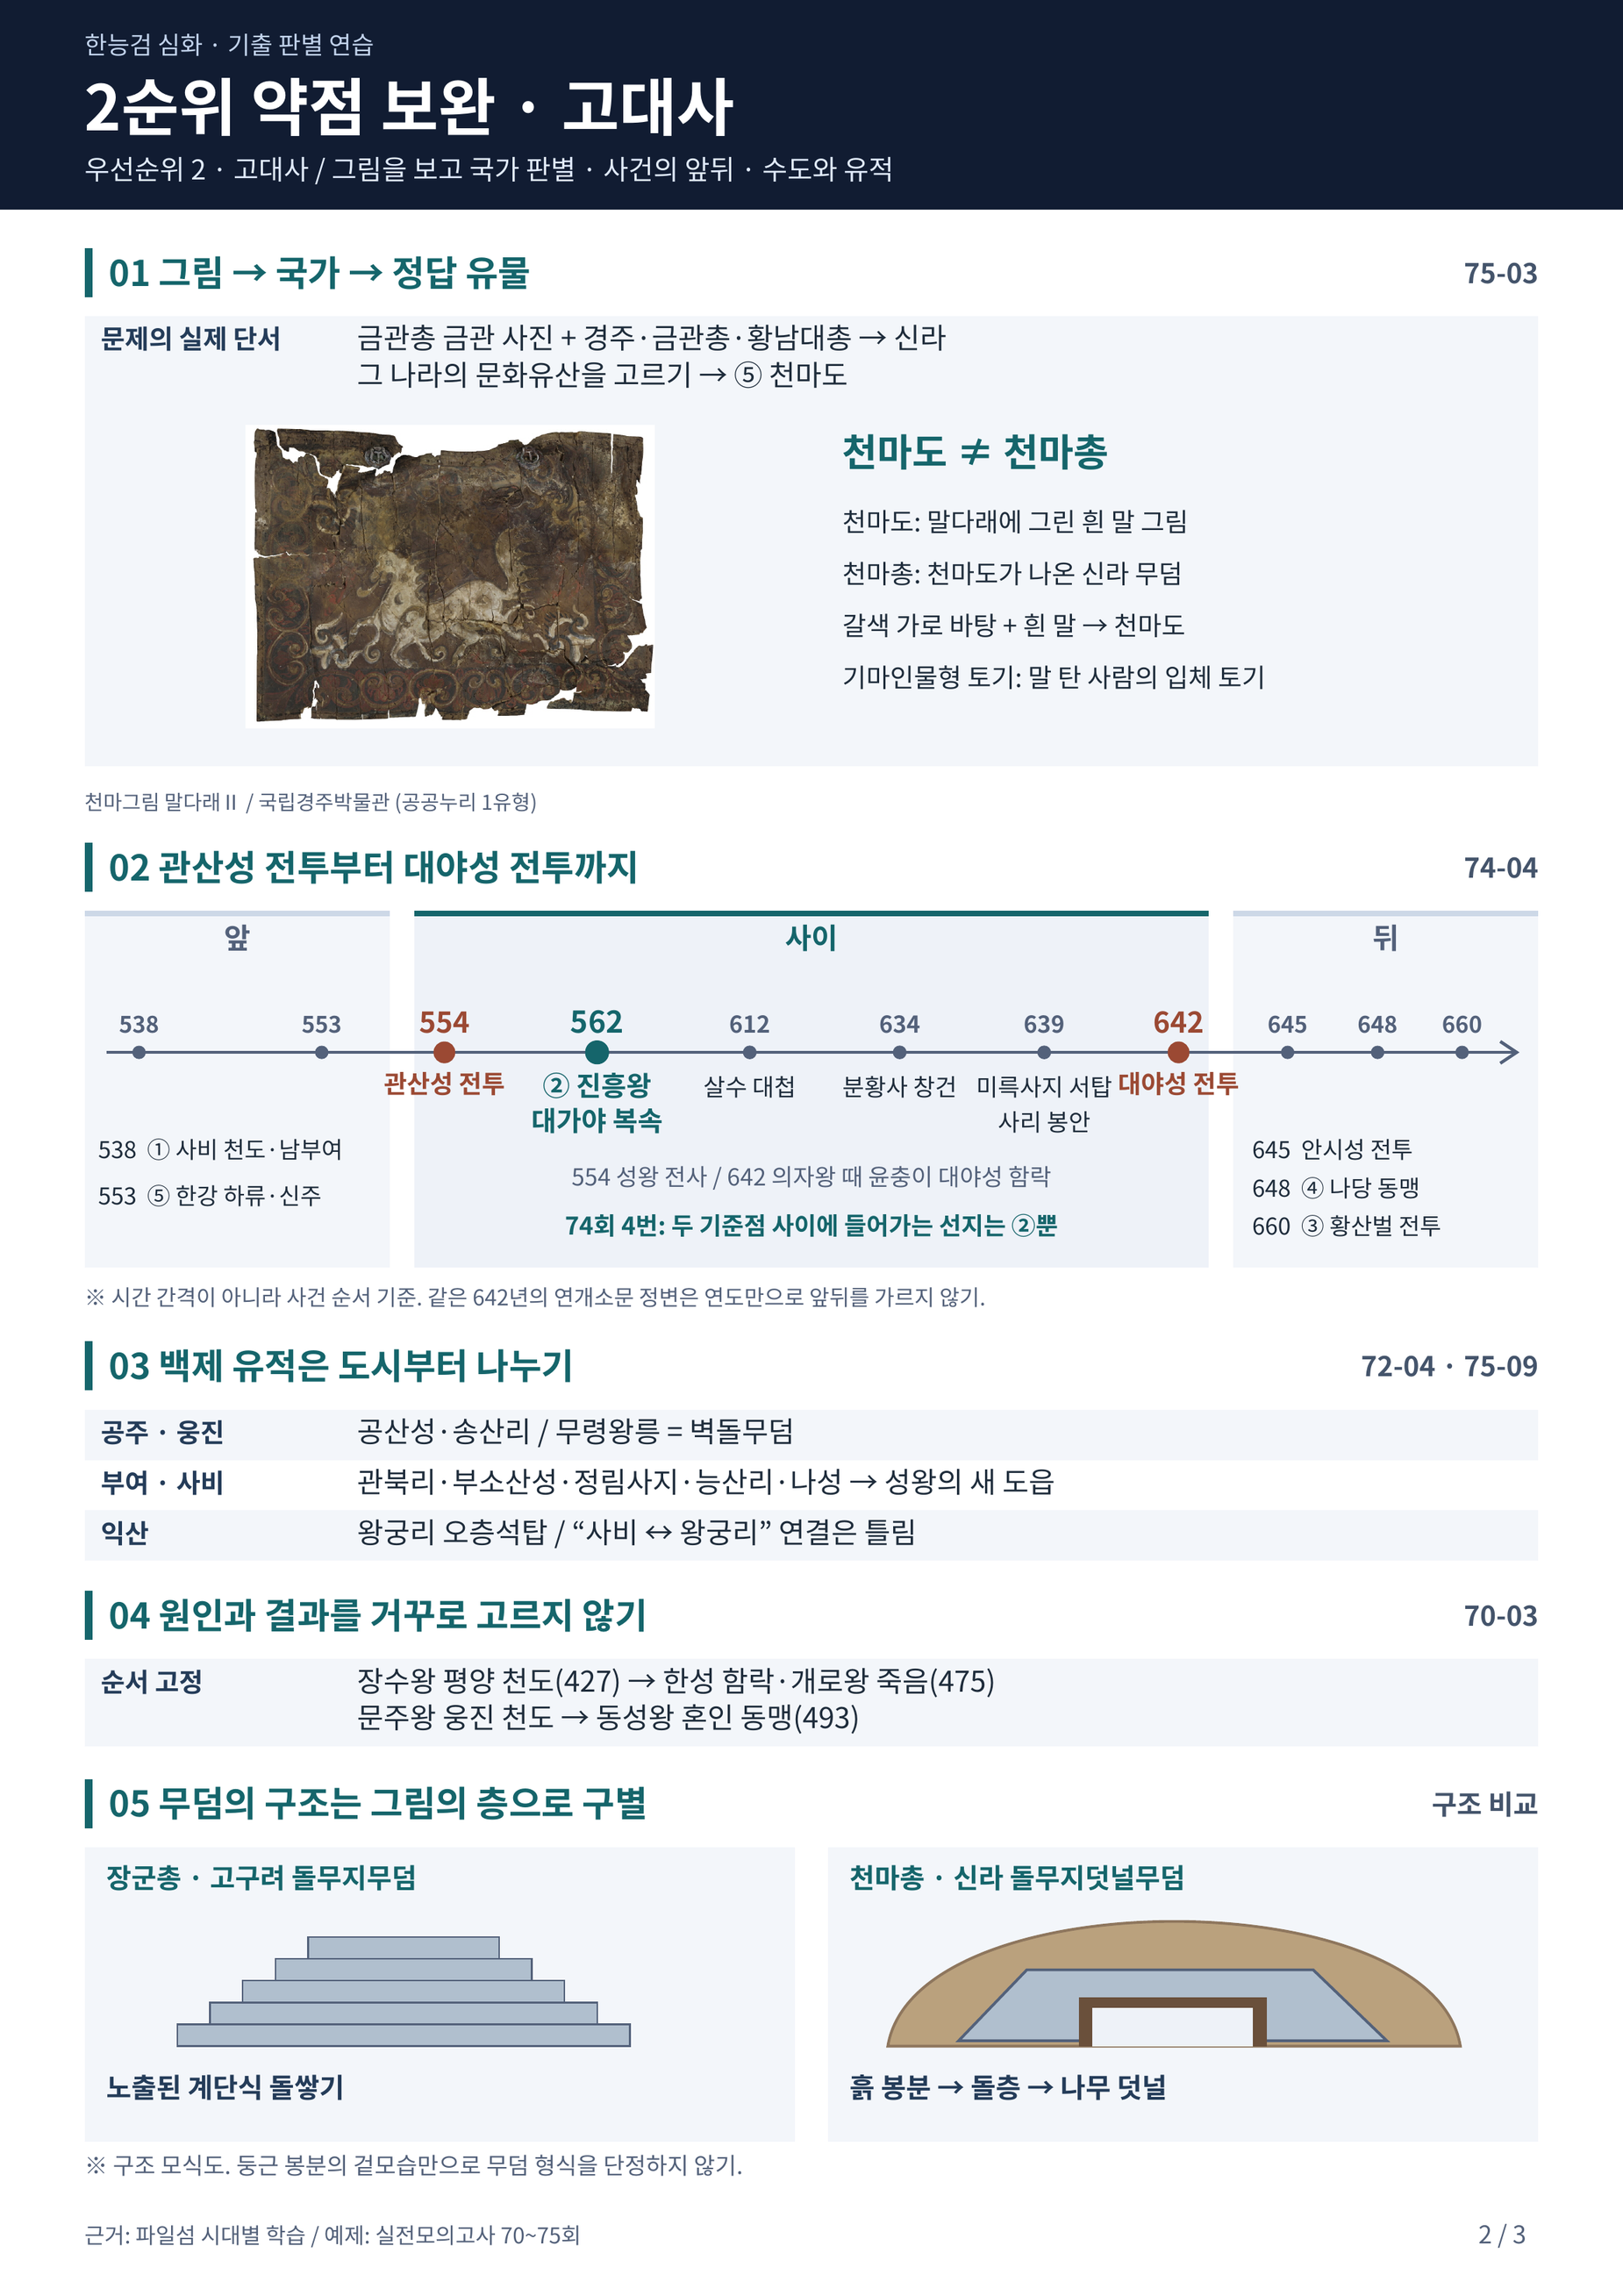 한능검 심화 · 기출 판별 연습
2순위 약점 보완 · 고대사
우선순위 2 · 고대사 / 그림을 보고 국가 판별 · 사건의 앞뒤 · 수도와 유적
01 그림 → 국가 → 정답 유물
75-03
문제의 실제 단서
금관총 금관 사진 + 경주·금관총·황남대총 → 신라
그 나라의 문화유산을 고르기 → ⑤ 천마도
천마도 ≠ 천마총
천마도: 말다래에 그린 흰 말 그림
천마총: 천마도가 나온 신라 무덤
갈색 가로 바탕 + 흰 말 → 천마도
기마인물형 토기: 말 탄 사람의 입체 토기
천마그림 말다래 II / 국립경주박물관 (공공누리 1유형)
02 관산성 전투부터 대야성 전투까지
74-04
앞
사이
뒤
538
553
554
562
612
634
639
642
645
648
660
관산성 전투
② 진흥왕
대가야 복속
살수 대첩
분황사 창건
미륵사지 서탑
사리 봉안
대야성 전투
538 ① 사비 천도·남부여
553 ⑤ 한강 하류·신주
554 성왕 전사 / 642 의자왕 때 윤충이 대야성 함락
74회 4번: 두 기준점 사이에 들어가는 선지는 ②뿐
645 안시성 전투
648 ④ 나당 동맹
660 ③ 황산벌 전투
※ 시간 간격이 아니라 사건 순서 기준. 같은 642년의 연개소문 정변은 연도만으로 앞뒤를 가르지 않기.
03 백제 유적은 도시부터 나누기
72-04 · 75-09
공주 · 웅진
공산성·송산리 / 무령왕릉 = 벽돌무덤
부여 · 사비
관북리·부소산성·정림사지·능산리·나성 → 성왕의 새 도읍
익산
왕궁리 오층석탑 / “사비 ↔ 왕궁리” 연결은 틀림
04 원인과 결과를 거꾸로 고르지 않기
70-03
순서 고정
장수왕 평양 천도(427) → 한성 함락·개로왕 죽음(475)
문주왕 웅진 천도 → 동성왕 혼인 동맹(493)
05 무덤의 구조는 그림의 층으로 구별
구조 비교
장군총 · 고구려 돌무지무덤
노출된 계단식 돌쌓기
천마총 · 신라 돌무지덧널무덤
흙 봉분 → 돌층 → 나무 덧널
※ 구조 모식도. 둥근 봉분의 겉모습만으로 무덤 형식을 단정하지 않기.
근거: 파일섬 시대별 학습 / 예제: 실전모의고사 70~75회
2 / 3